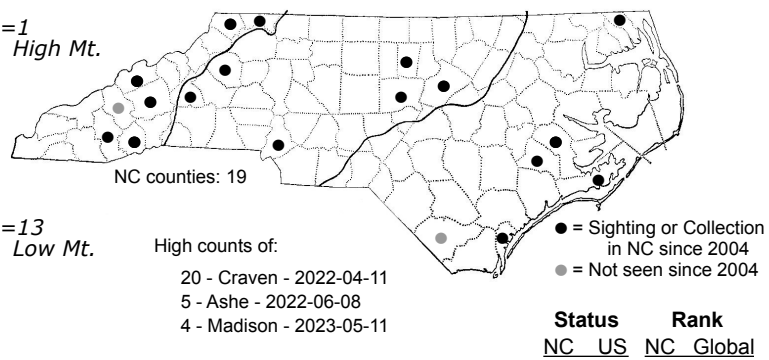 =1
High Mt.
NC counties: 19
=13
Low Mt.
High counts of:
20 - Craven - 2022-04-11
5 - Ashe - 2022-06-08
4 - Madison - 2023-05-11
= Sighting or Collection
in NC since 2004
= Not seen since 2004
Status Rank
NC US NC Global